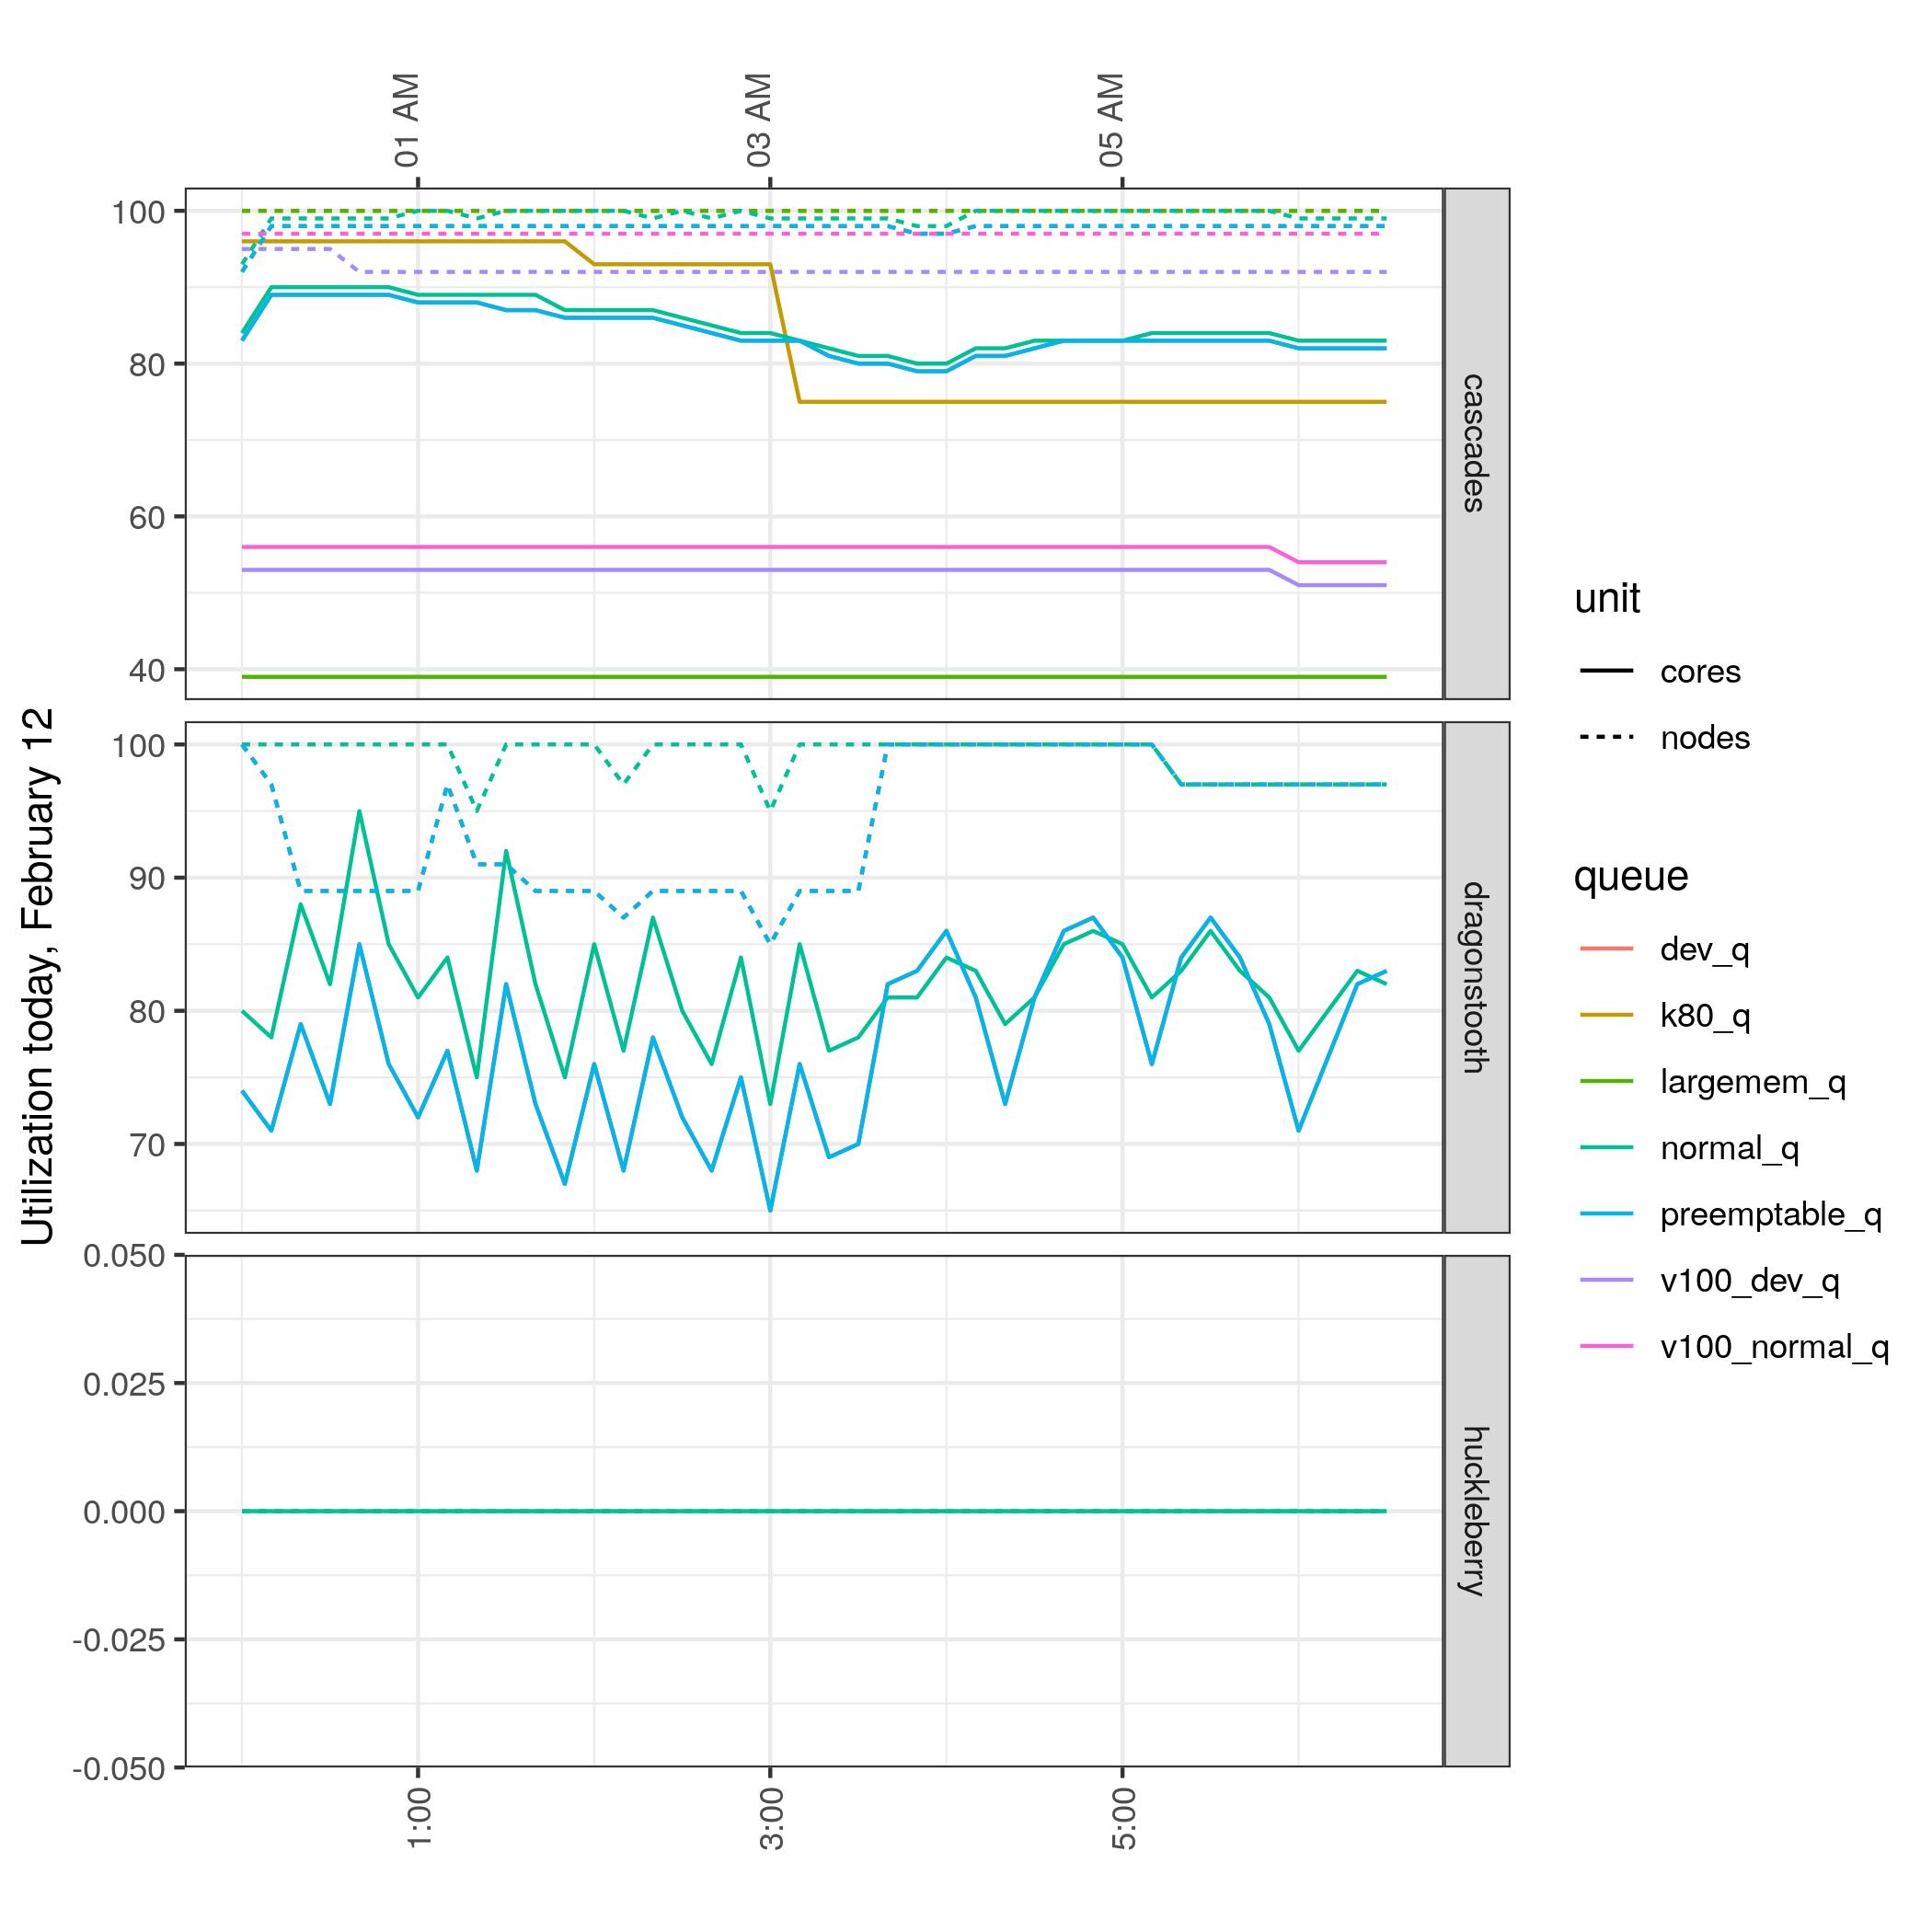 01 AM
03 AM
05 AM
Utilization today, February 12
100
80
60
40
cascades
100
90
80
70
dragonstooth
0.050
0.025
0.000
-0.025
-0.050
huckleberry
1:00
3:00
5:00
unit
cores
nodes
queue
dev_q
k80_q
largemem_q
normal_q
preemptable_q
v100_dev_q
v100_normal_q